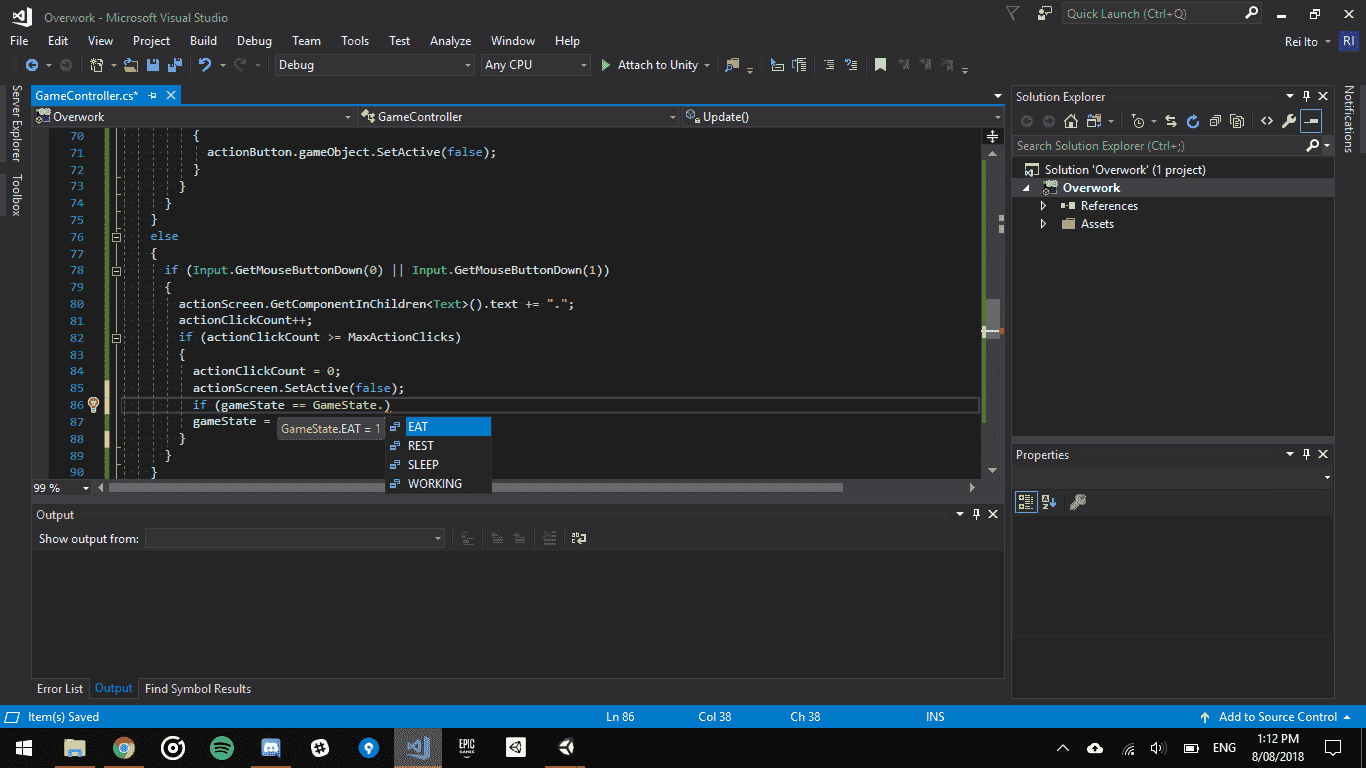 Overwork - Microsoft Visual Studio
Quick Launch (Ctrl+Q)
File Edit View Project Build Debug Team Tools Test Analyze Window Help
Rei Ito RI
Debug Any CPU Attach to Unity
Server Explorer
Toolbox
GameController.cs*
Overwork GameController Update()
70 {
71 actionButton.gameObject.SetActive(false);
72 }
73 }
74 }
75 }
76 else
77 {
78 if (Input.GetMouseButtonDown(0) || Input.GetMouseButtonDown(1))
79 {
80 actionScreen.GetComponentInChildren<Text>().text += ".";
81 actionClickCount++;
82 if (actionClickCount >= MaxActionClicks)
83 {
84 actionClickCount = 0;
85 actionScreen.SetActive(false);
86 if (gameState == GameState.)
87 gameState =
88 }
89 }
90 }
GameState.EAT = 1
EAT
REST
SLEEP
WORKING
99 %
Output
Show output from:
Error List Output Find Symbol Results
Solution Explorer
Search Solution Explorer (Ctrl+;)
Solution 'Overwork' (1 project)
Overwork
References
Assets
Properties
Notifications
Item(s) Saved Ln 86 Col 38 Ch 38 INS Add to Source Control
EPIC
GAMES
ENG
1:12 PM
8/08/2018